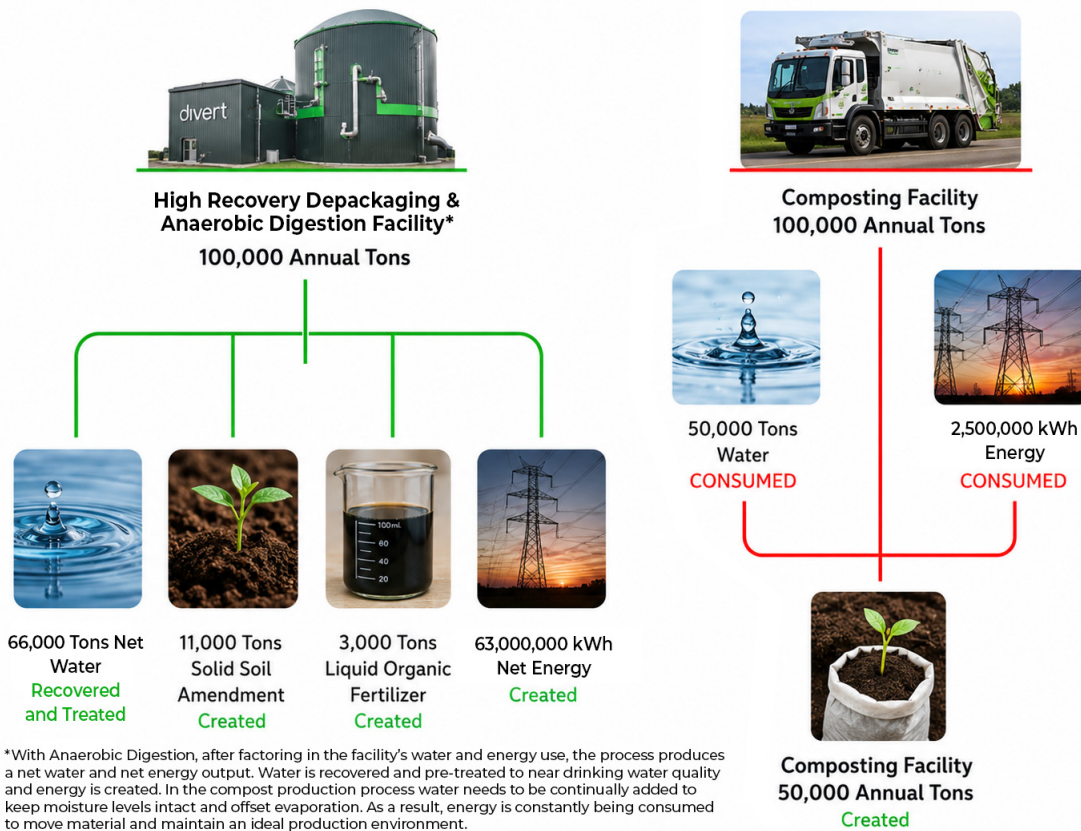 divert
High Recovery Depackaging &
Anaerobic Digestion Facility*
100,000 Annual Tons
Composting Facility
100,000 Annual Tons
50,000 Tons
Water
CONSUMED
2,500,000 kWh
Energy
CONSUMED
100ml.
60
40
20
66,000 Tons Net
Water
Recovered
and Treated
11,000 Tons
Solid Soil
Amendment
Created
3,000 Tons
Liquid Organic
Fertilizer
Created
63,000,000 kWh
Net Energy
Created
*With Anaerobic Digestion, after factoring in the facility's water and energy use, the process produces
a net water and net energy output. Water is recovered and pre-treated to near drinking water quality
and energy is created. In the compost production process water needs to be continually added to
keep moisture levels intact and offset evaporation. As a result, energy is constantly being consumed
to move material and maintain an ideal production environment.
Composting Facility
50,000 Annual Tons
Created